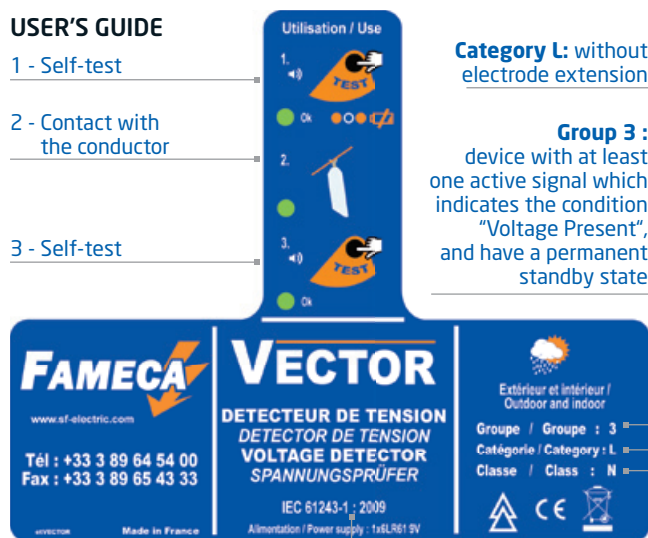 USER'S GUIDE
1 - Self-test
2 - Contact with
the conductor
3 - Self-test
Utilisation / Use
1.
TEST
Ok
2.
3.
TEST
Ok
Category L: without
electrode extension
Group 3 :
device with at least
one active signal which
indicates the condition
"Voltage Present",
and have a permanent
standby state
FAMECA
www.sf-electric.com
Tél : +33 3 89 64 54 00
Fax : +33 3 89 65 43 33
Made in France
VECTOR
DETECTEUR DE TENSION
DETECTOR DE TENSION
VOLTAGE DETECTOR
SPANNUNGSPRÜFER
IEC 61243-1 : 2009
Alimentation / Power supply : 1x6LR61 9V
Extérieur et intérieur /
Outdoor and indoor
Groupe / Groupe : 3
Catégorie / Category : L
Classe / Class : N
CE